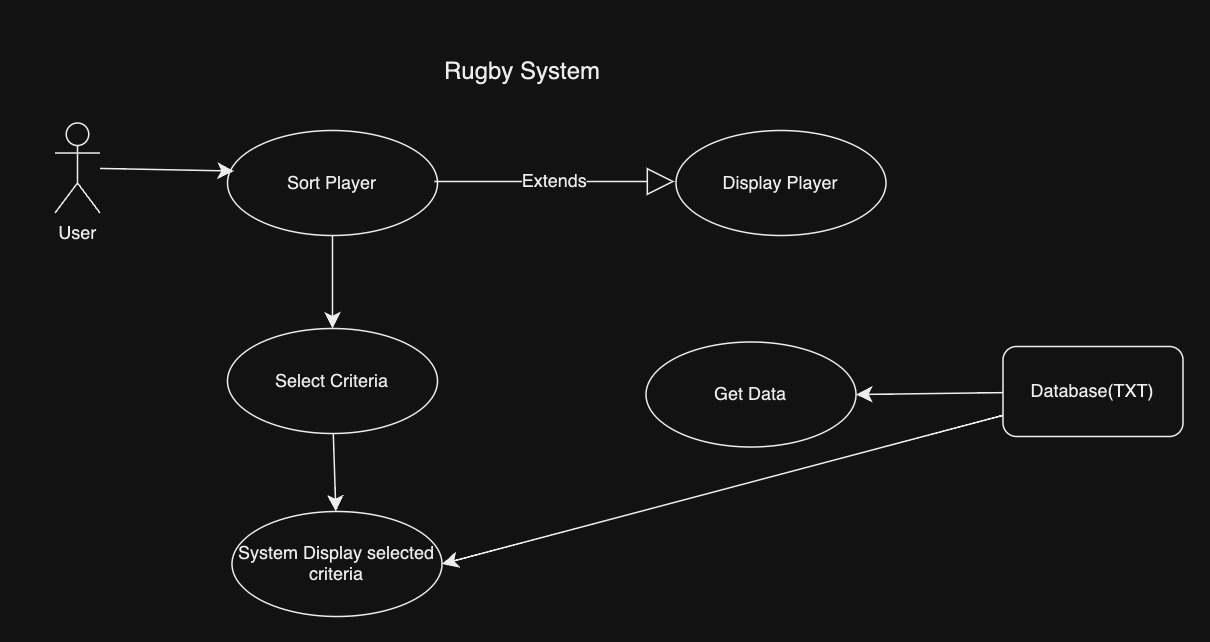 Rugby System
Sort Player
Extends
Display Player
User
Select Criteria
Get Data
Database(TXT)
System Display selected
criteria